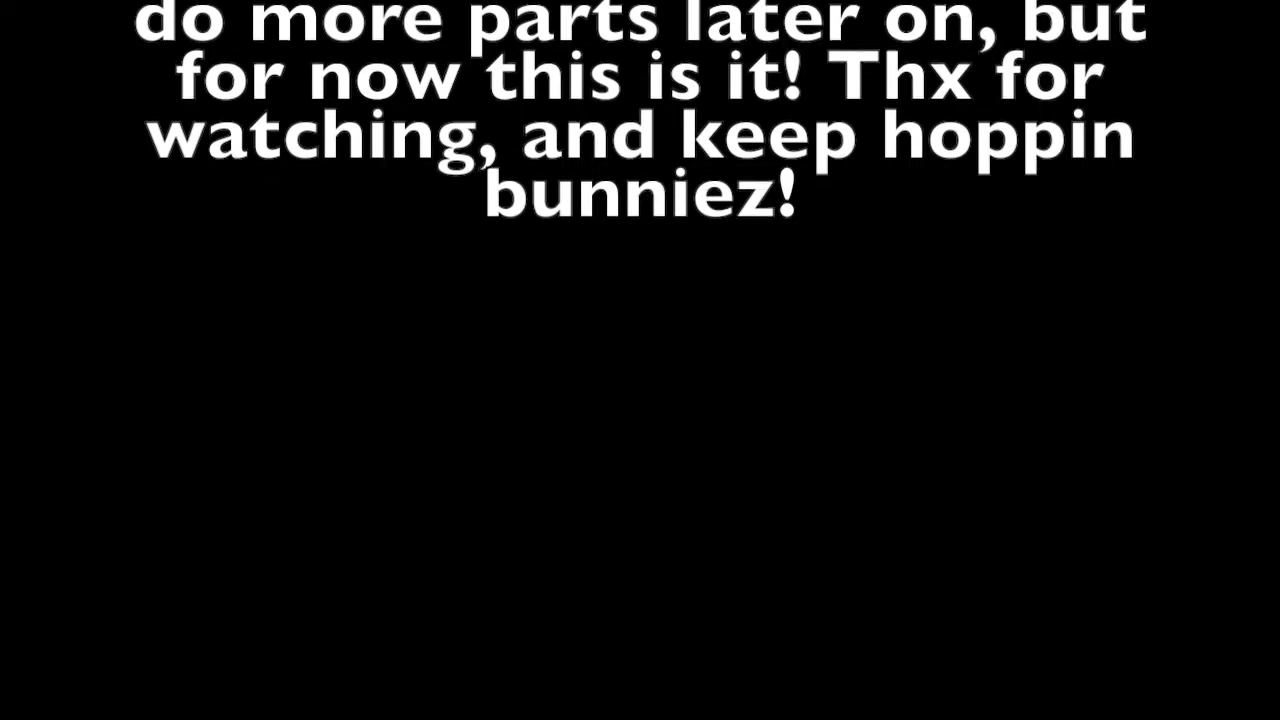 do more parts later on, but
for now this is it! Thx for
watching, and keep hoppin
bunniez!